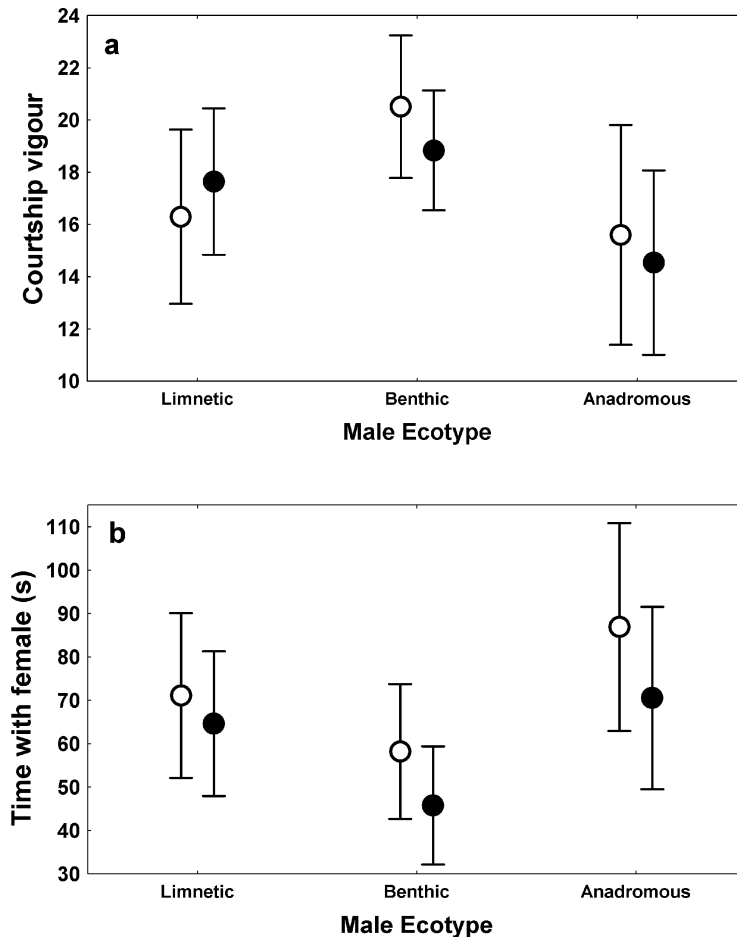 a
Courtship vigour
24
22
20
18
16
14
12
10
Limnetic Benthic Anadromous
Male Ecotype
b
Time with female (s)
110
100
90
80
70
60
50
40
30
Limnetic Benthic Anadromous
Male Ecotype